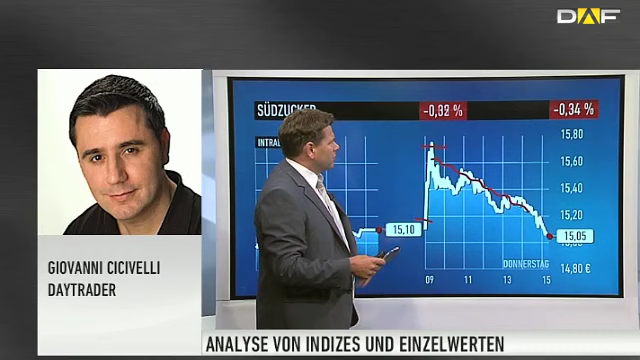 DAF
SÜDZUCKER
-0,32 %
-0,34 %
15,80
15,60
15,40
15,20
14,80 €
15,10
15,05
DONNERSTAG
09
11
13
15
GIOVANNI CICIVELLI
DAYTRADER
ANALYSE VON INDIZES UND EINZELWERTEN